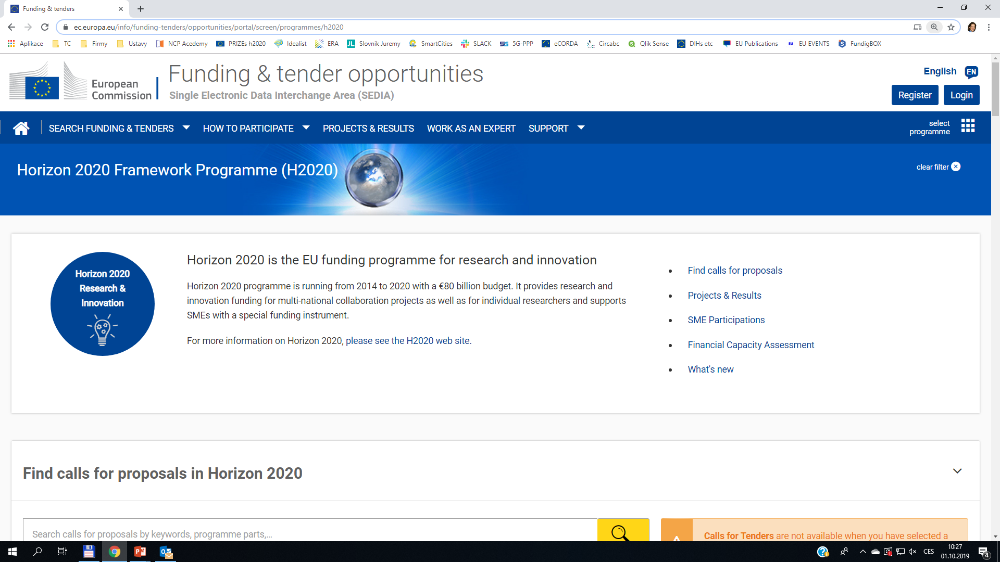 Funding & tenders
ec.europa.eu/info/funding-tenders/opportunities/portal/screen/programmes/h2020
Aplikace TC Firmy Ustavy NCP Acedemy PRIZEs h2020 Idealist ERA Slovnik Juremy SmartCities SLACK 5G-PPP eCORDA Circabc Qlik Sense DIHs etc EU Publications EU EVENTS FundigBOX
European
Commission
Funding & tender opportunities
Single Electronic Data Interchange Area (SEDIA)
English EN
Register Login
SEARCH FUNDING & TENDERS HOW TO PARTICIPATE PROJECTS & RESULTS WORK AS AN EXPERT SUPPORT
select
programme
Horizon 2020 Framework Programme (H2020)
clear filter
Horizon 2020
Research &
Innovation
Horizon 2020 is the EU funding programme for research and innovation
Horizon 2020 programme is running from 2014 to 2020 with a €80 billion budget. It provides research and
innovation funding for multi-national collaboration projects as well as for individual researchers and supports
SMEs with a special funding instrument.
For more information on Horizon 2020, please see the H2020 web site.
Find calls for proposals
Projects & Results
SME Participations
Financial Capacity Assessment
What's new
Find calls for proposals in Horizon 2020
Search calls for proposals by keywords, programme parts,...
Calls for Tenders are not available when you have selected a
CES
10:27
01.10.2019
4